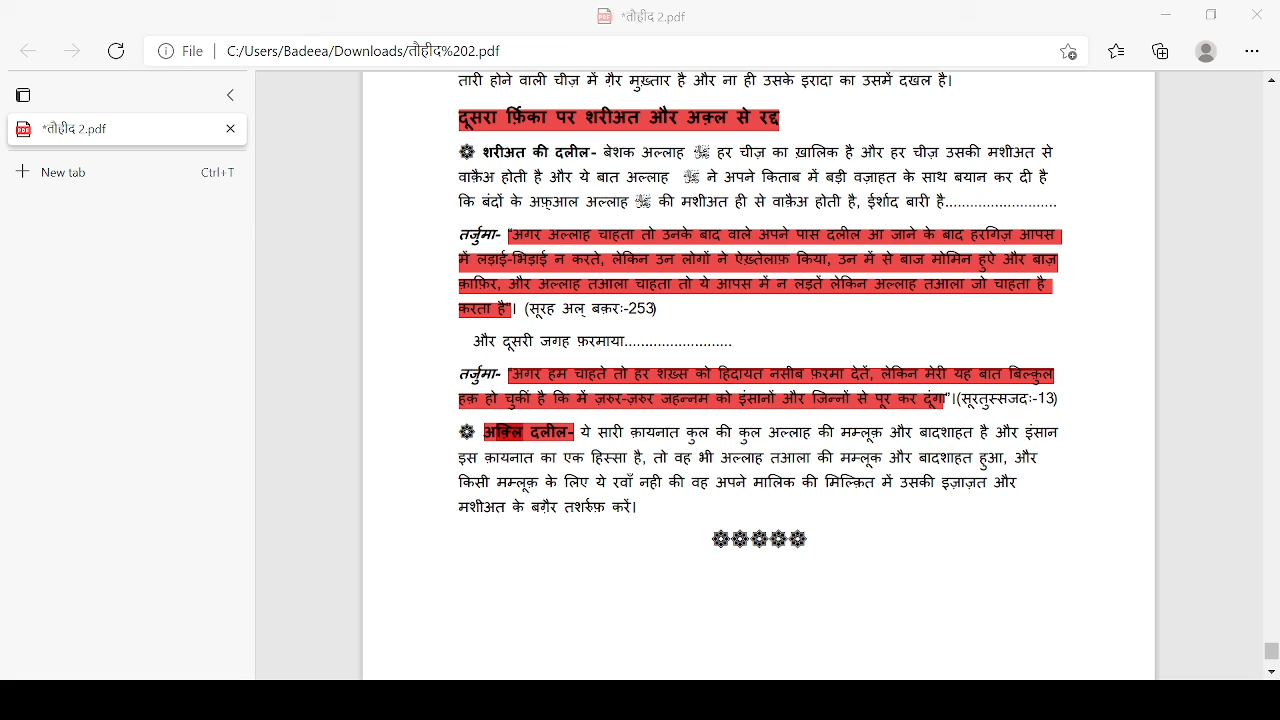 *तौहीद 2.pdf
File
C:/Users/Badeea/Downloads/तौहीद%202.pdf
*तौहीद 2.pdf
New tab
Ctrl+T
तारी होने वाली चीज़ में ग़ैर मुख़्तार है और ना ही उसके इरादा का उसमें दखल है।
दूसरा फ़िर्का पर शरीअत और अक़्ल से रद्द
शरीअत की दलील- बेशक अल्लाह ﷻ हर चीज़ का ख़ालिक है और हर चीज़ उसकी मशीअत से
वाक़ैअ होती है और ये बात अल्लाह ﷻ ने अपने किताब में बड़ी वज़ाहत के साथ बयान कर दी है
कि बंदों के अफ़्आल अल्लाह ﷻ की मशीअत ही से वाक़ैअ होती है, ईर्शाद बारी है...........................
तर्जुमा- "अगर अल्लाह चाहता तो उनके बाद वाले अपने पास दलील आ जाने के बाद हरगिज़ आपस
में लड़ाई-भिड़ाई न करते, लेकिन उन लोगों ने ऐख़्तेलाफ़ किया, उन में से बाज मोमिन हुऐ और बाज़
क़ाफ़िर, और अल्लाह तआला चाहता तो ये आपस में न लड़तें लेकिन अल्लाह तआला जो चाहता है
करता है"। (सूरह अल् बक़रः-253)
और दूसरी जगह फ़रमाया..........................
तर्जुमा- "अगर हम चाहते तो हर शख़्स को हिदायत नसीब फ़रमा देतें, लेकिन मेरी यह बात बिल्कुल
हक़ हो चुकीं है कि में ज़रुर-ज़रुर जहन्नम को इंसानों और जिन्नों से पूर कर दूंगा"।(सूरतुस्सजदः-13)
अक़्लि दलील- ये सारी क़ायनात कुल की कुल अल्लाह की मम्लूक़ और बादशाहत है और इंसान
इस क़ायनात का एक हिस्सा है, तो वह भी अल्लाह तआला की मम्लूक़ और बादशाहत हुआ, और
किसी मम्लूक़ के लिए ये रवाँ नही की वह अपने मालिक की मिल्क़ित में उसकी इज़ाज़त और
मशीअत के बग़ैर तशर्रुफ़ करें।